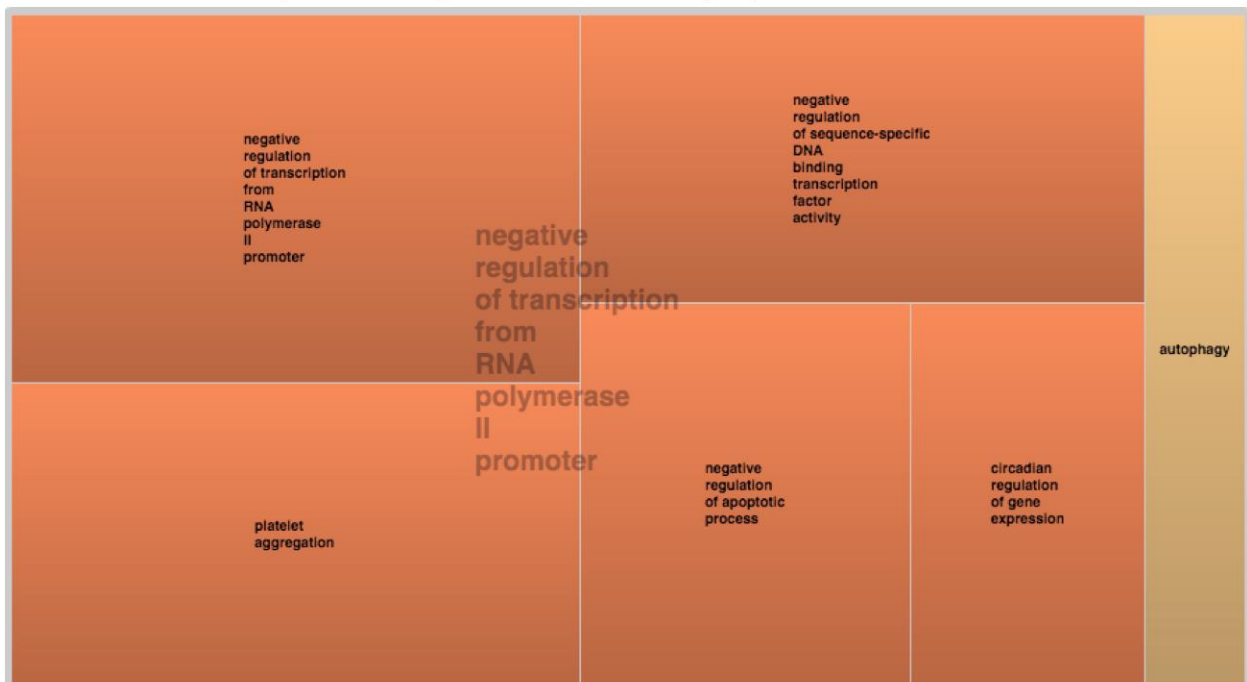 negative
regulation
of transcription
from
RNA
polymerase
II
promoter
negative
regulation
of sequence-specific
DNA
binding
transcription
factor
activity
negative
regulation
of transcription
from
RNA
polymerase
II
promoter
autophagy
platelet
aggregation
negative
regulation
of apoptotic
process
circadian
regulation
of gene
expression